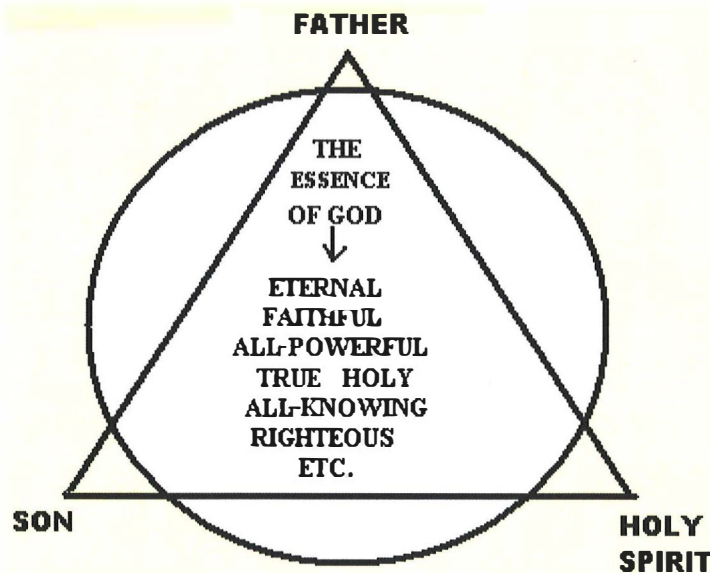 FATHER
THE
ESSENCE
OF GOD
ETERNAL
FAITHFUL
ALL-POWERFUL
TRUE HOLY
ALL-KNOWING
RIGHTEOUS
ETC.
SON
HOLY
SPIRIT